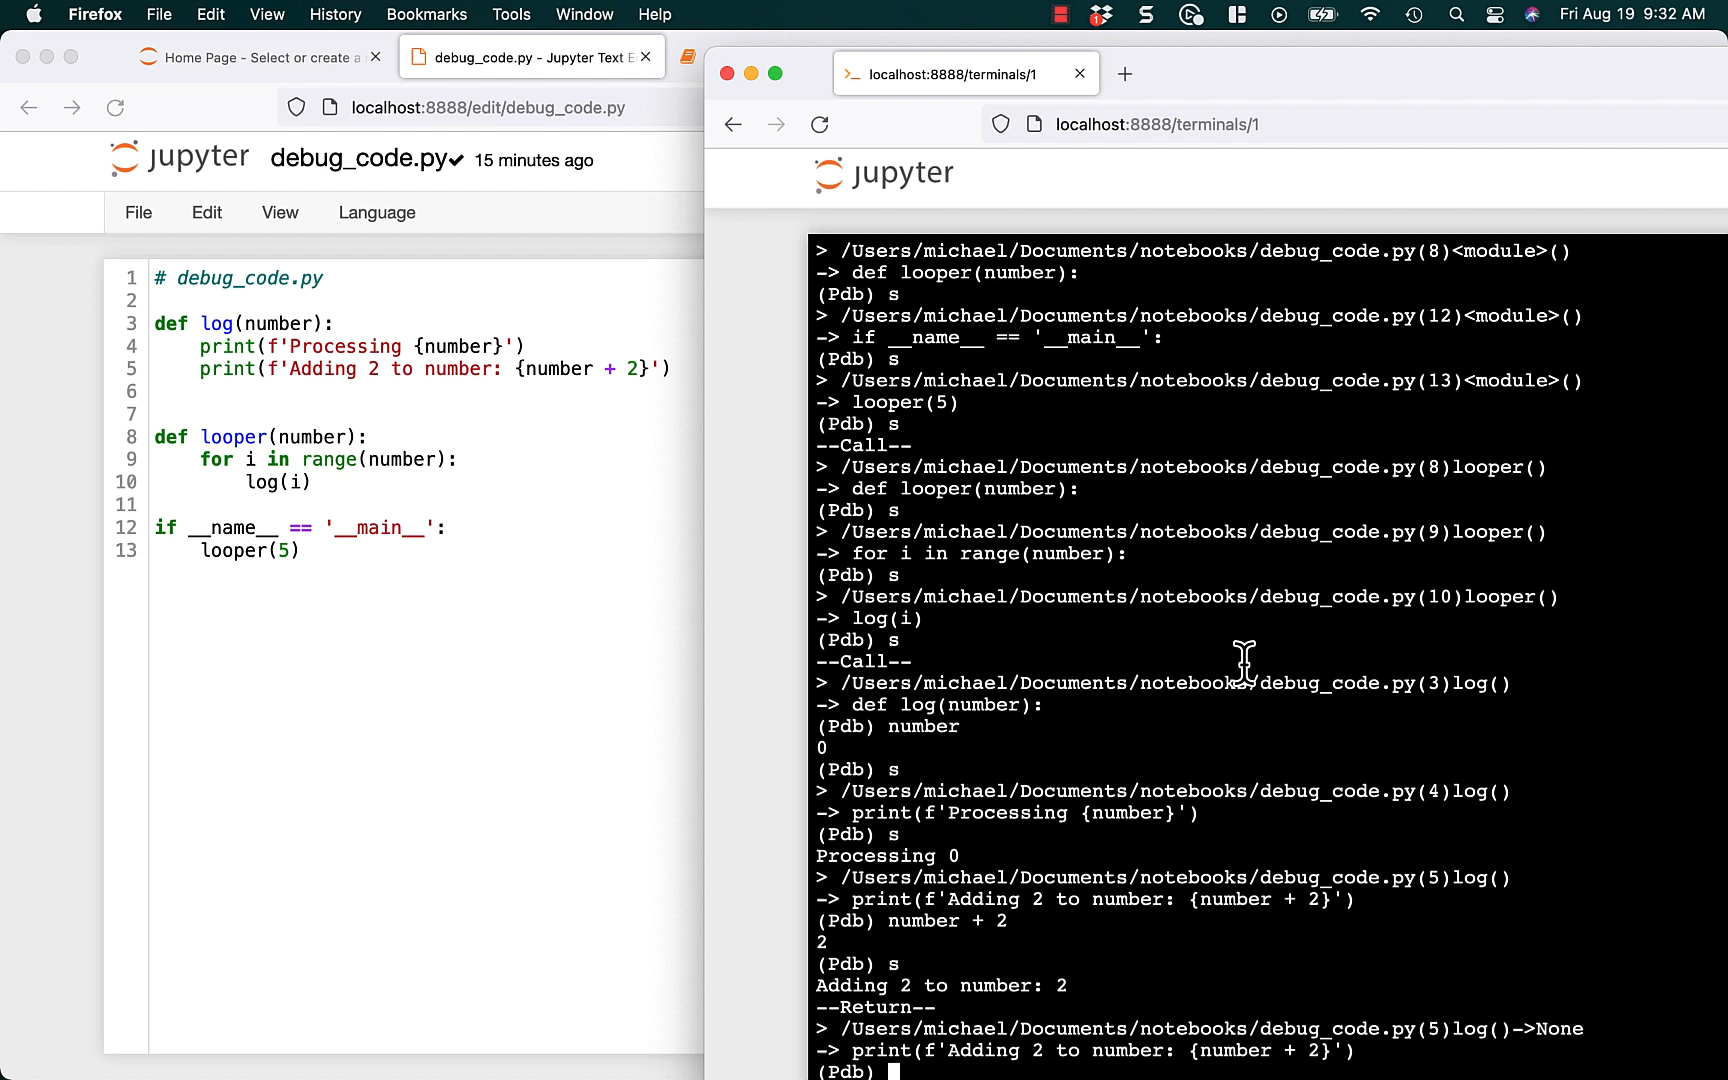 Firefox File Edit View History Bookmarks Tools Window Help
1
Fri Aug 19 9:32 AM
Home Page - Select or create a
debug_code.py - Jupyter Text E
localhost:8888/edit/debug_code.py
jupyter debug_code.py 15 minutes ago
File Edit View Language
1 # debug_code.py
2
3 def log(number):
4     print(f'Processing {number}')
5     print(f'Adding 2 to number: {number + 2}')
6
7
8 def looper(number):
9     for i in range(number):
10         log(i)
11
12 if __name__ == '__main__':
13     looper(5)
localhost:8888/terminals/1
localhost:8888/terminals/1
jupyter
> /Users/michael/Documents/notebooks/debug_code.py(8)<module>()
-> def looper(number):
(Pdb) s
> /Users/michael/Documents/notebooks/debug_code.py(12)<module>()
-> if __name__ == '__main__':
(Pdb) s
> /Users/michael/Documents/notebooks/debug_code.py(13)<module>()
-> looper(5)
(Pdb) s
--Call--
> /Users/michael/Documents/notebooks/debug_code.py(8)looper()
-> def looper(number):
(Pdb) s
> /Users/michael/Documents/notebooks/debug_code.py(9)looper()
-> for i in range(number):
(Pdb) s
> /Users/michael/Documents/notebooks/debug_code.py(10)looper()
-> log(i)
(Pdb) s
--Call--
> /Users/michael/Documents/notebooks/debug_code.py(3)log()
-> def log(number):
(Pdb) number
0
(Pdb) s
> /Users/michael/Documents/notebooks/debug_code.py(4)log()
-> print(f'Processing {number}')
(Pdb) s
Processing 0
> /Users/michael/Documents/notebooks/debug_code.py(5)log()
-> print(f'Adding 2 to number: {number + 2}')
(Pdb) number + 2
2
(Pdb) s
Adding 2 to number: 2
--Return--
> /Users/michael/Documents/notebooks/debug_code.py(5)log()->None
-> print(f'Adding 2 to number: {number + 2}')
(Pdb)